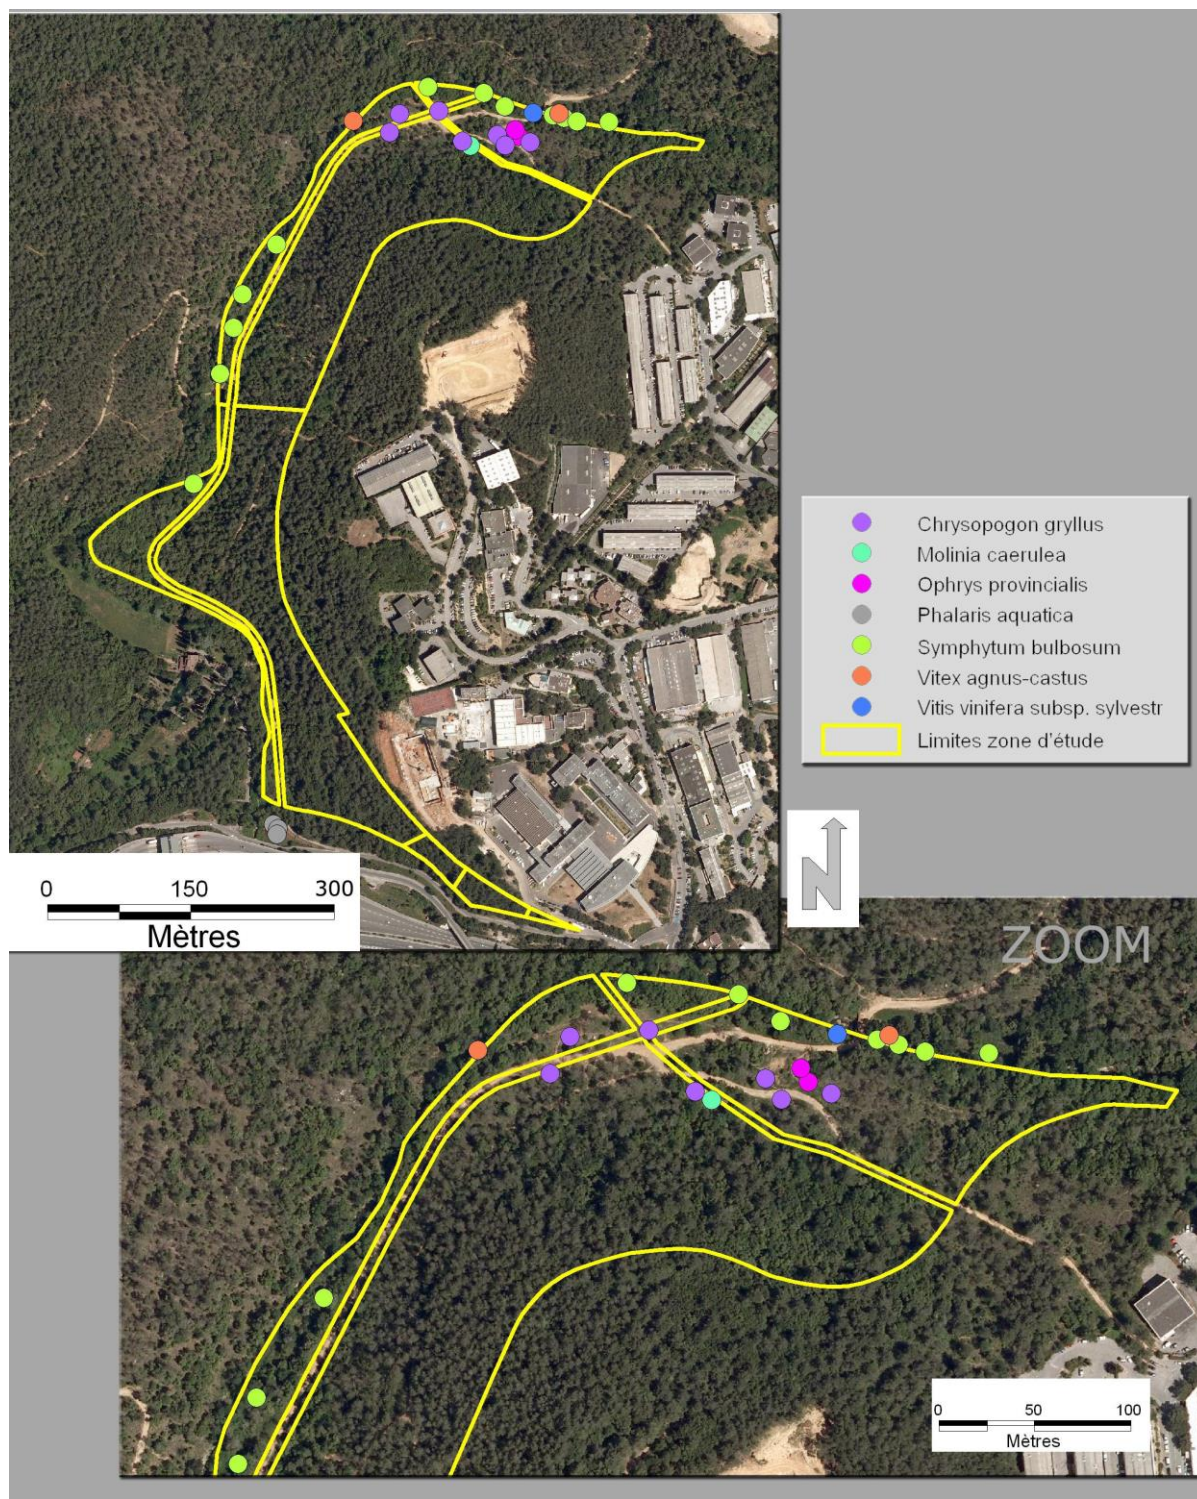 Chrysopogon gryllus
Molinia caerulea
Ophrys provincialis
Phalaris aquatica
Symphytum bulbosum
Vitex agnus-castus
Vitis vinifera subsp. sylvestr
Limites zone d'étude
N
0 150 300
Mètres
ZOOM
0 50 100
Mètres